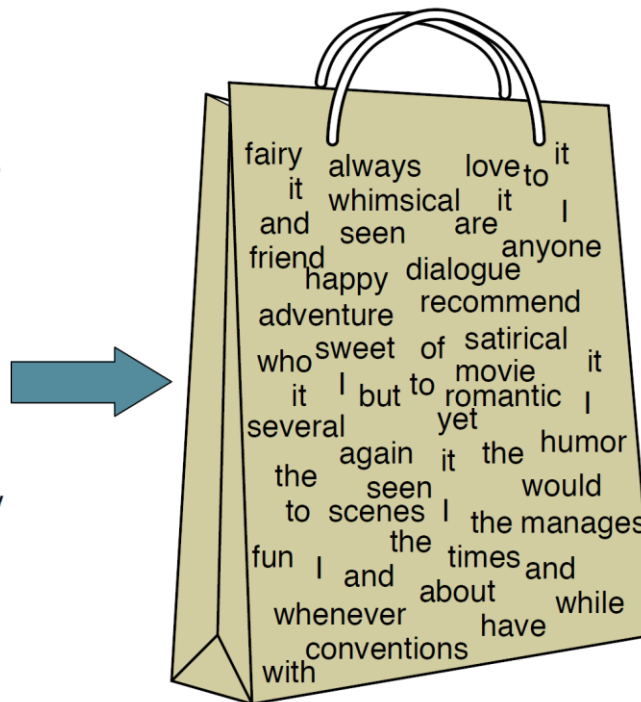 fairy always love to it
it whimsical it I
and seen are
friend anyone
happy dialogue
adventure recommend
who sweet of satirical it
it I but to movie
romantic I
several yet
again it the humor
the seen would
to scenes I the manages
fun I and the times and
whenever about while
conventions have
with